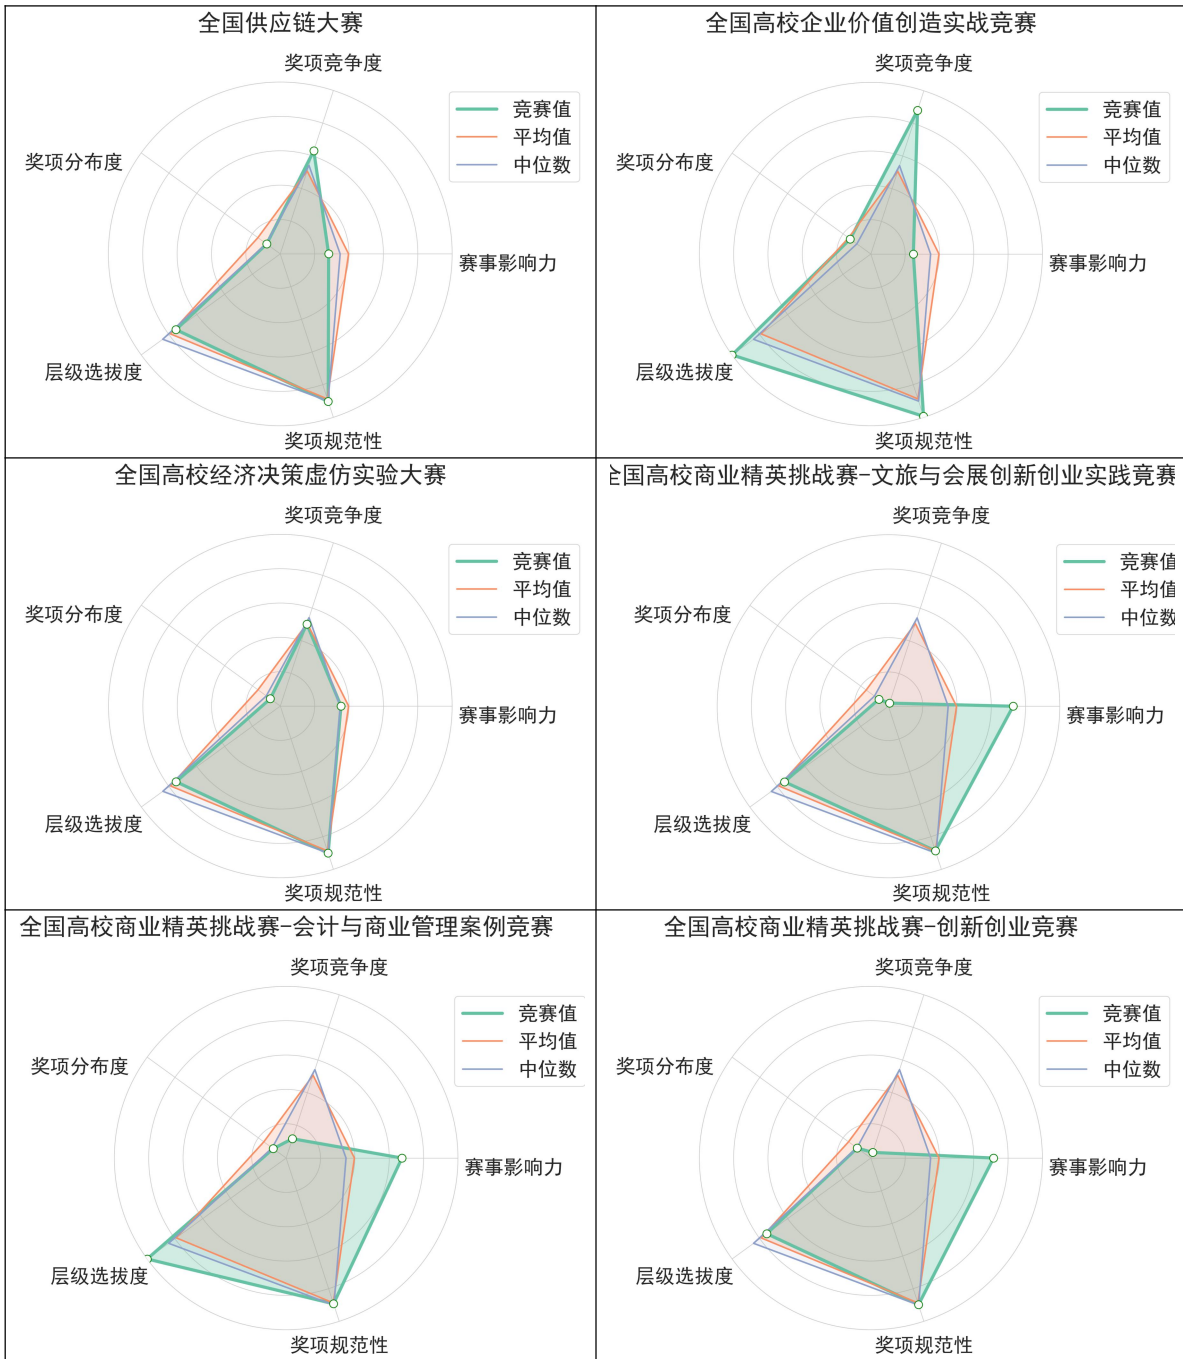 全国供应链大赛
奖项竞争度
竞赛值
平均值
中位数
奖项分布度
赛事影响力
层级选拔度
奖项规范性
全国高校企业价值创造实战竞赛
奖项竞争度
竞赛值
平均值
中位数
奖项分布度
赛事影响力
层级选拔度
奖项规范性
全国高校经济决策虚仿实验大赛
奖项竞争度
竞赛值
平均值
中位数
奖项分布度
赛事影响力
层级选拔度
奖项规范性
全国高校商业精英挑战赛-文旅与会展创新创业实践竞赛
奖项竞争度
竞赛值
平均值
中位数
奖项分布度
赛事影响力
层级选拔度
奖项规范性
全国高校商业精英挑战赛-会计与商业管理案例竞赛
奖项竞争度
竞赛值
平均值
中位数
奖项分布度
赛事影响力
层级选拔度
奖项规范性
全国高校商业精英挑战赛-创新创业竞赛
奖项竞争度
竞赛值
平均值
中位数
奖项分布度
赛事影响力
层级选拔度
奖项规范性